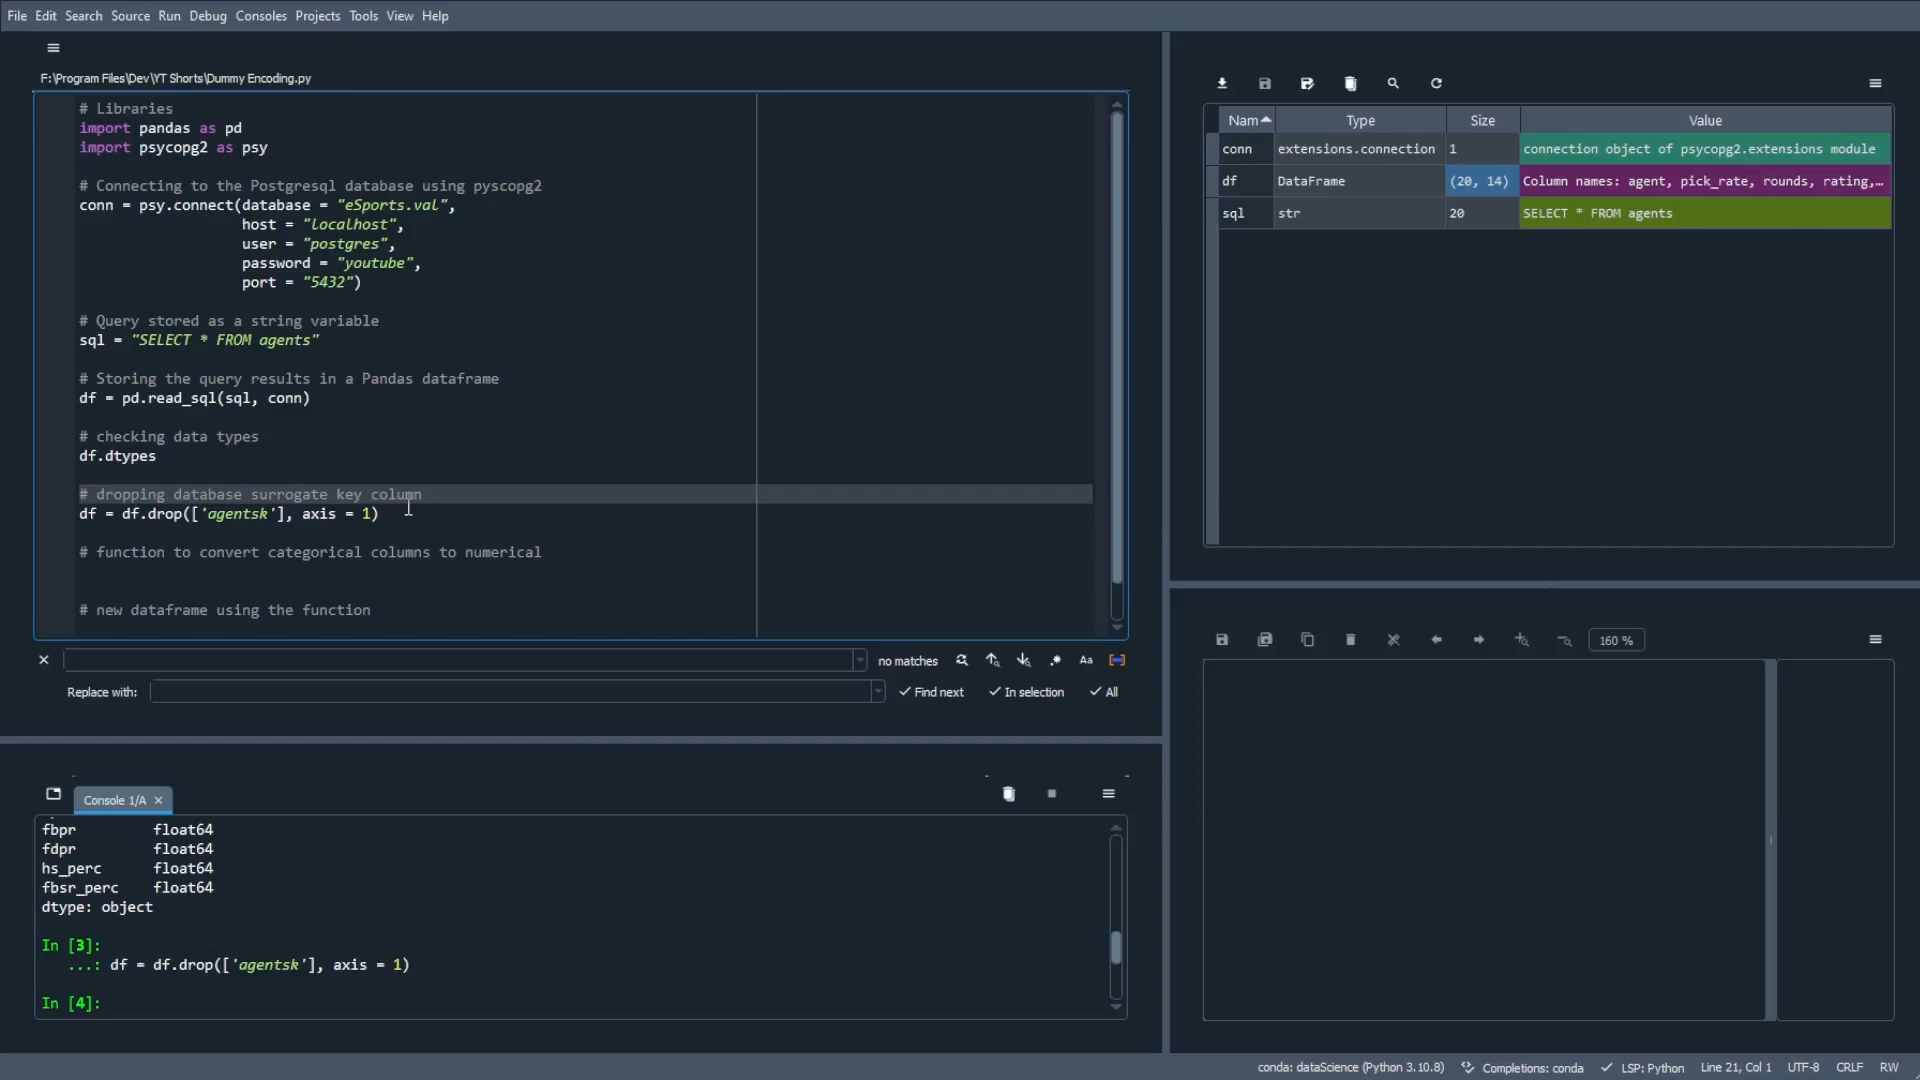 File Edit Search Source Run Debug Consoles Projects Tools View Help
F:\Program Files\Dev\YT Shorts\Dummy Encoding.py
# Libraries
import pandas as pd
import psycopg2 as psy
# Connecting to the Postgresql database using pyscopg2
conn = psy.connect(database = "eSports.val",
host = "localhost",
user = "postgres",
password = "youtube",
port = "5432")
# Query stored as a string variable
sql = "SELECT * FROM agents"
# Storing the query results in a Pandas dataframe
df = pd.read_sql(sql, conn)
# checking data types
df.dtypes
# dropping database surrogate key column
df = df.drop(['agentsk'], axis = 1)
# function to convert categorical columns to numerical
# new dataframe using the function
no matches
Aa
Replace with:
Find next
In selection
All
Console 1/A
fbpr float64
fdpr float64
hs_perc float64
fbsr_perc float64
dtype: object
In [3]:
...: df = df.drop(['agentsk'], axis = 1)
In [4]:
Nam Type Size Value
conn extensions.connection 1 connection object of psycopg2.extensions module
df DataFrame (20, 14) Column names: agent, pick_rate, rounds, rating,…
sql str 20 SELECT * FROM agents
160 %
conda: dataScience (Python 3.10.8) Completions: conda LSP: Python Line 21, Col 1 UTF-8 CRLF RW